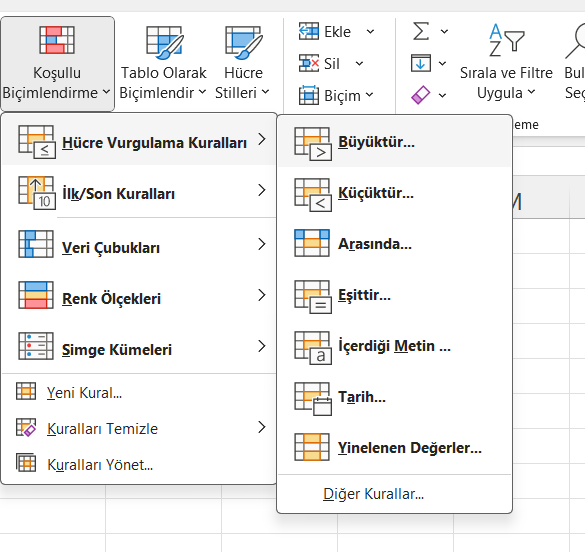 Koşullu
Biçimlendirme
Tablo Olarak
Biçimlendir
Hücre
Stilleri
Ekle
Sil
Biçim
Σ
A
Z
Sırala ve Filtre
Uygula
Bul
Seç
Hücre Vurgulama Kuralları
≤
İlk/Son Kuralları
10
Veri Çubukları
Renk Ölçekleri
Simge Kümeleri
Yeni Kural...
Kuralları Temizle
Kuralları Yönet...
>
Büyüktür...
<
Küçüktür...
Arasında...
=
Eşittir...
a
İçerdiği Metin ...
Tarih...
Yinelenen Değerler...
Diğer Kurallar...
eme
M